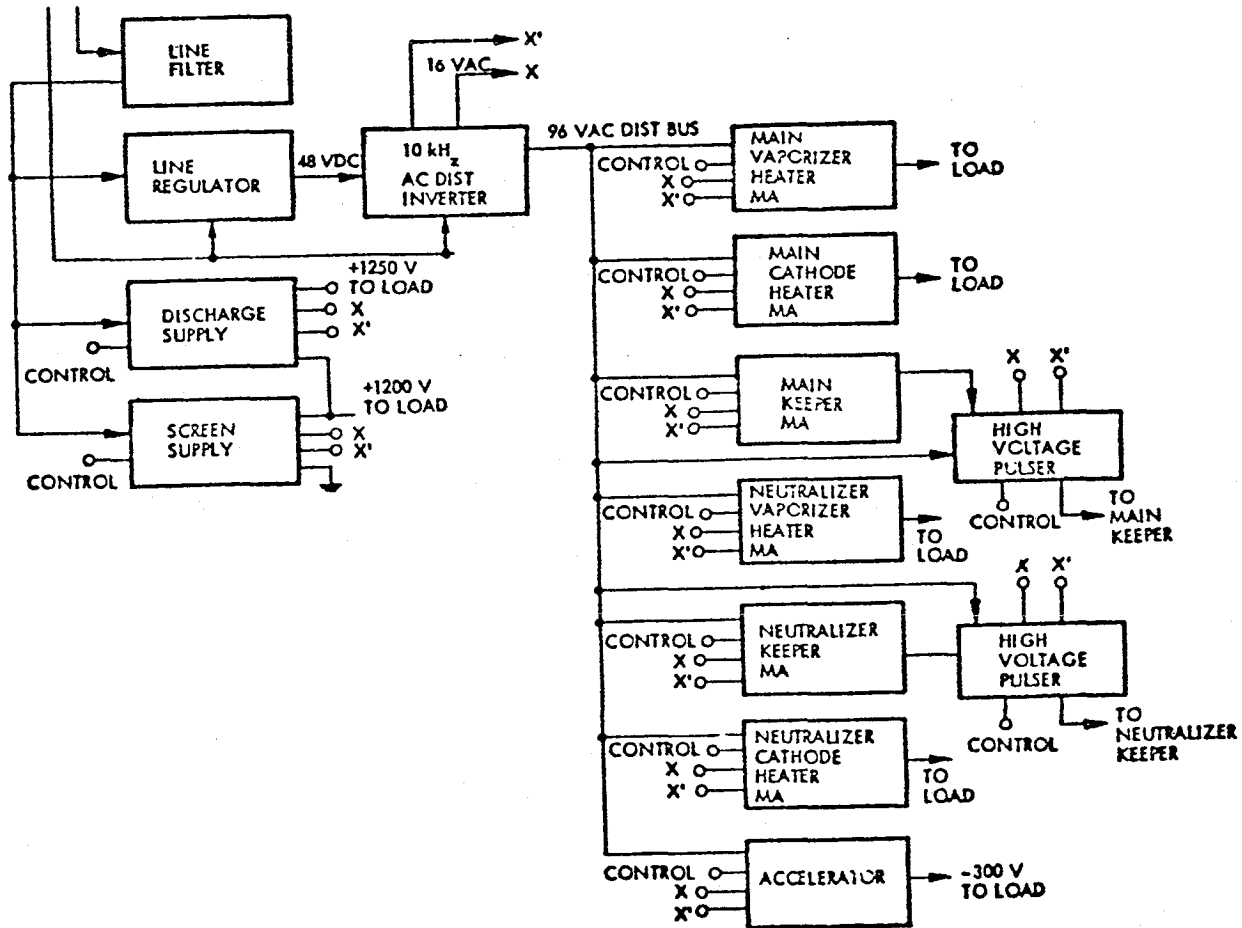 LINE
FILTER
X'
16 VAC
X
LINE
REGULATOR
48 VDC
10 kHz
AC DIST
INVERTER
96 VAC DIST BUS
CONTROL
X
X'
MAIN
VAPORIZER
HEATER
MA
TO
LOAD
DISCHARGE
SUPPLY
+1250 V
TO LOAD
X
X'
CONTROL
CONTROL
X
X'
MAIN
CATHODE
HEATER
MA
TO
LOAD
SCREEN
SUPPLY
+1200 V
TO LOAD
X
X'
CONTROL
CONTROL
X
X'
MAIN
KEEPER
MA
X
X'
HIGH
VOLTAGE
PULSER
CONTROL
TO
MAIN
KEEPER
CONTROL
X
X'
NEUTRALIZER
VAPORIZER
HEATER
MA
TO
LOAD
CONTROL
X
X'
NEUTRALIZER
KEEPER
MA
X
X'
HIGH
VOLTAGE
PULSER
CONTROL
TO
NEUTRALIZER
KEEPER
CONTROL
X
X'
NEUTRALIZER
CATHODE
HEATER
MA
TO
LOAD
CONTROL
X
X'
ACCELERATOR
-300 V
TO LOAD